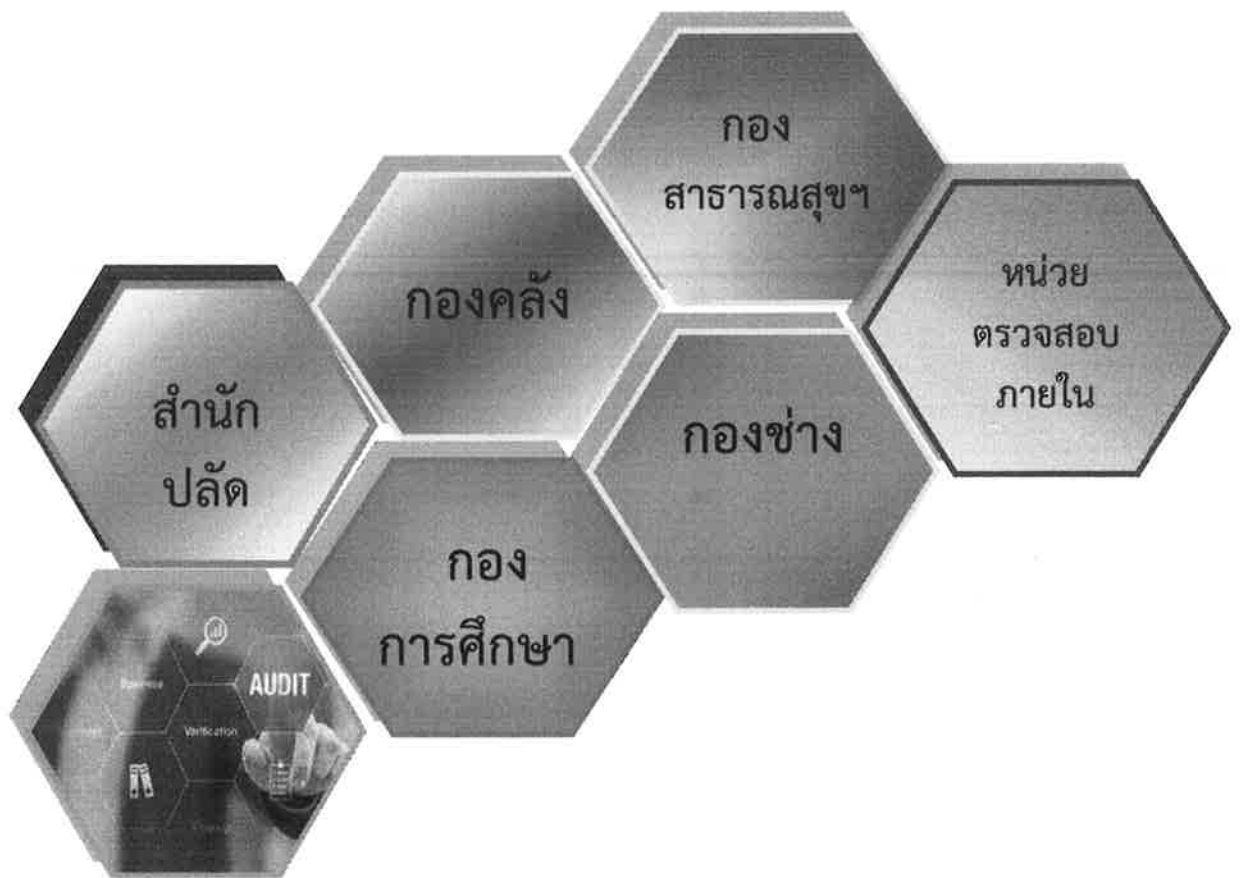 กอง
สาธารณสุขฯ
กองคลัง
หน่วย
ตรวจสอบ
ภายใน
สำนัก
ปลัด
กองช่าง
กอง
การศึกษา
AUDIT
Verification